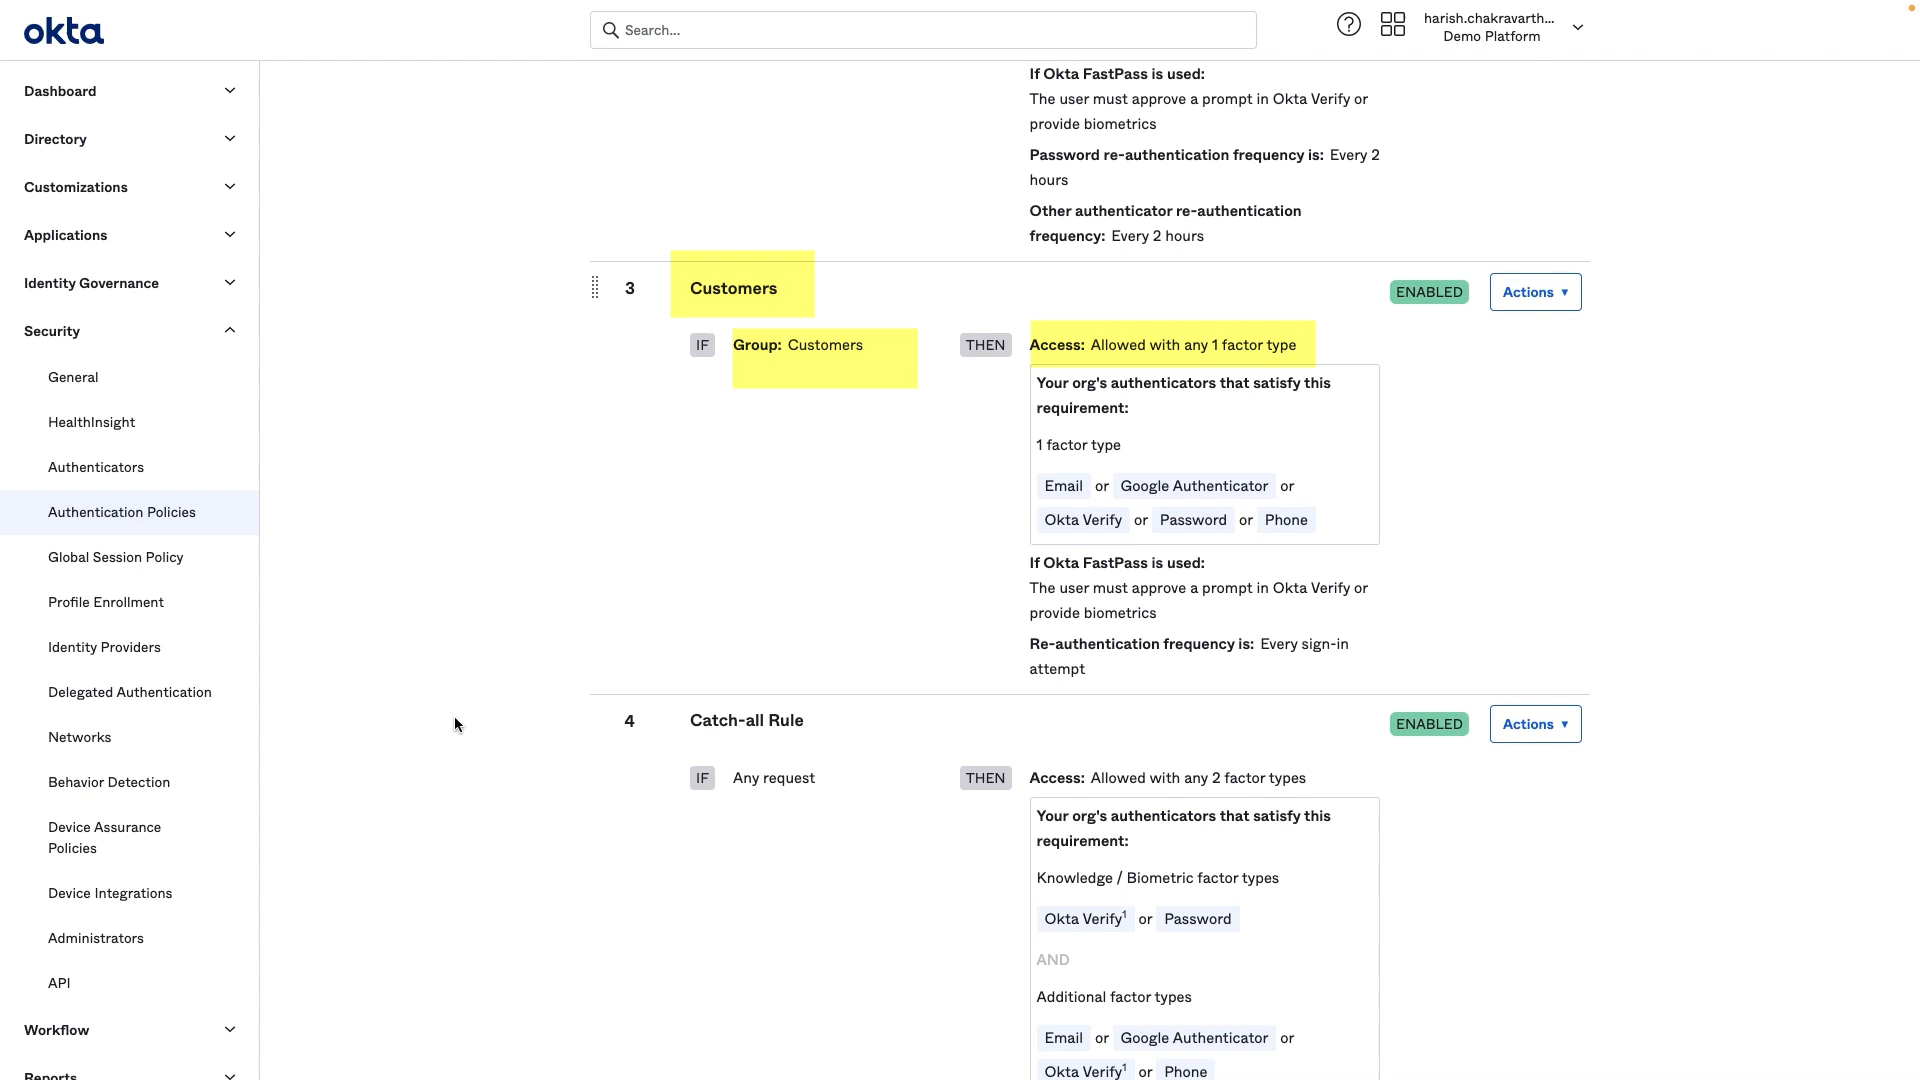 okta
Search...
harish.chakravarth...
Demo Platform
Dashboard
Directory
Customizations
Applications
Identity Governance
Security
General
HealthInsight
Authenticators
Authentication Policies
Global Session Policy
Profile Enrollment
Identity Providers
Delegated Authentication
Networks
Behavior Detection
Device Assurance
Policies
Device Integrations
Administrators
API
Workflow
Reports
If Okta FastPass is used:
The user must approve a prompt in Okta Verify or
provide biometrics
Password re-authentication frequency is: Every 2
hours
Other authenticator re-authentication
frequency: Every 2 hours
3 Customers ENABLED Actions ▼
IF Group: Customers THEN Access: Allowed with any 1 factor type
Your org's authenticators that satisfy this
requirement:
1 factor type
Email or Google Authenticator or
Okta Verify or Password or Phone
If Okta FastPass is used:
The user must approve a prompt in Okta Verify or
provide biometrics
Re-authentication frequency is: Every sign-in
attempt
4 Catch-all Rule ENABLED Actions ▼
IF Any request THEN Access: Allowed with any 2 factor types
Your org's authenticators that satisfy this
requirement:
Knowledge / Biometric factor types
Okta Verify¹ or Password
AND
Additional factor types
Email or Google Authenticator or
Okta Verify¹ or Phone